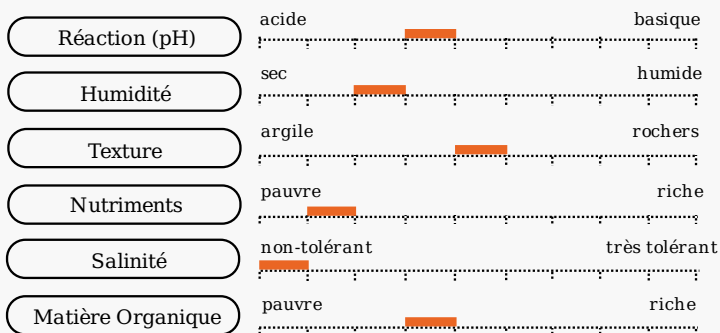 acide basique
Réaction (pH)
sec humide
Humidité
argile rochers
Texture
pauvre riche
Nutriments
non-tolérant très tolérant
Salinité
pauvre riche
Matière Organique